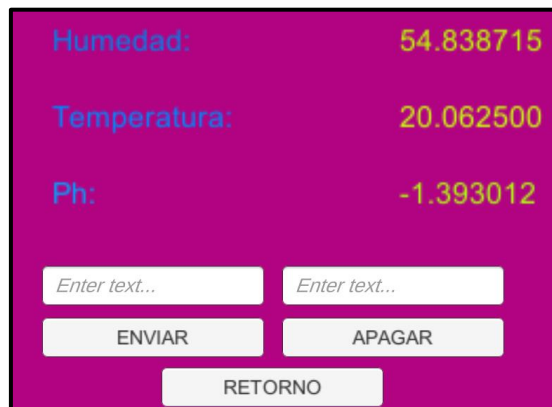 Humedad: 54.838715
Temperatura: 20.062500
Ph: -1.393012
Enter text... Enter text...
ENVIAR APAGAR
RETORNO